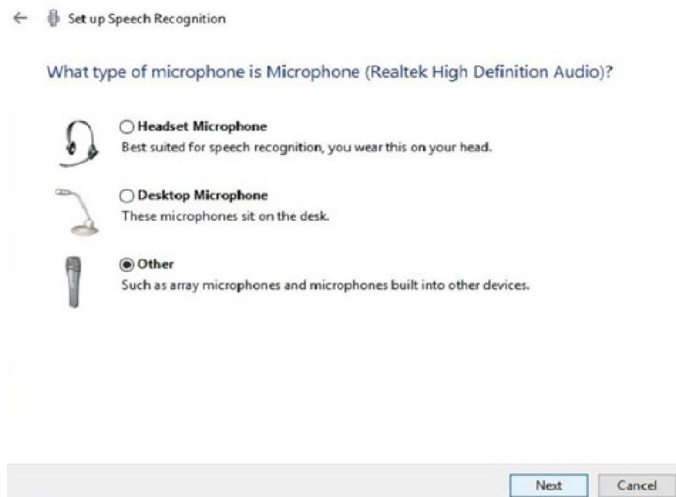 Set up Speech Recognition
What type of microphone is Microphone (Realtek High Definition Audio)?
Headset Microphone
Best suited for speech recognition, you wear this on your head.
Desktop Microphone
These microphones sit on the desk.
Other
Such as array microphones and microphones built into other devices.
Next Cancel